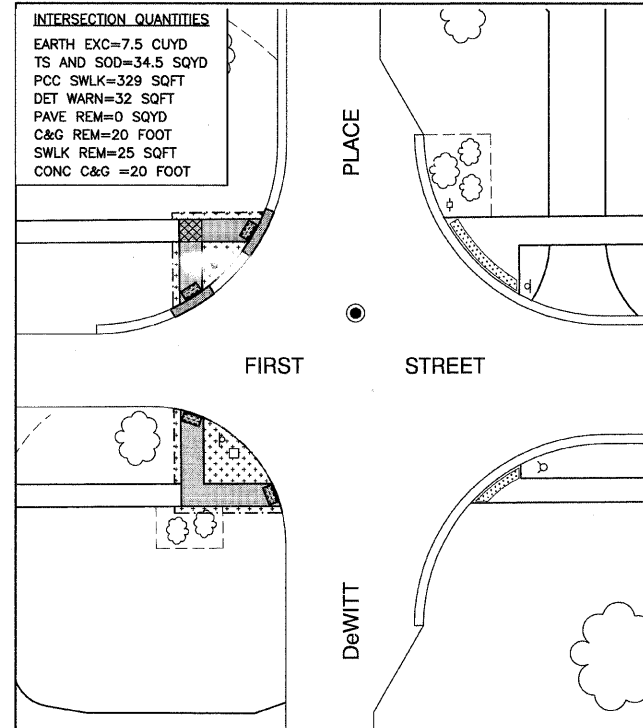 INTERSECTION QUANTITIES
EARTH EXC=7.5 CUYD
TS AND SOD=34.5 SQYD
PCC SWLK=329 SQFT
DET WARN=32 SQFT
PAVE REM=0 SQYD
C&G REM=20 FOOT
SWLK REM=25 SQFT
CONC C&G =20 FOOT
PLACE
FIRST STREET
DeWITT